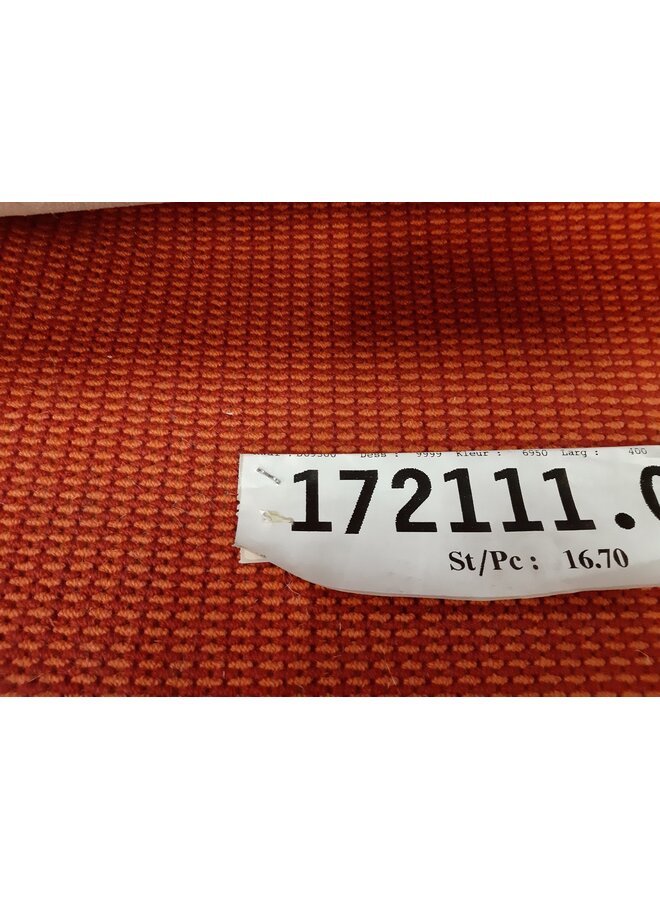 Dess : 9999 Kleur : 6950 Larg : 400
172111.
St/Pc : 16.70